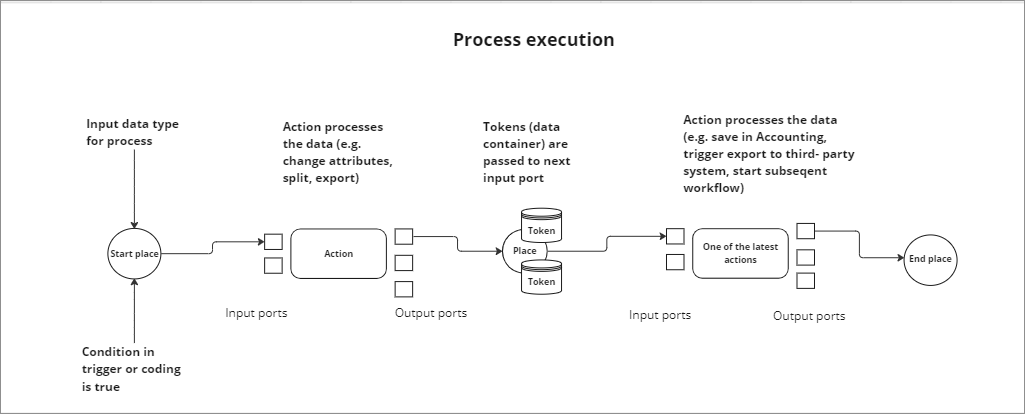 Process execution
Input data type
for process
Action processes
the data (e.g.
change attributes,
split, export)
Tokens (data
container) are
passed to next
input port
Action processes the data
(e.g. save in Accounting,
trigger export to third- party
system, start subseqent
workflow)
Start place
Action
Token
Place
Token
One of the latest
actions
End place
Input ports
Output ports
Input ports
Output ports
Condition in
trigger or coding
is true